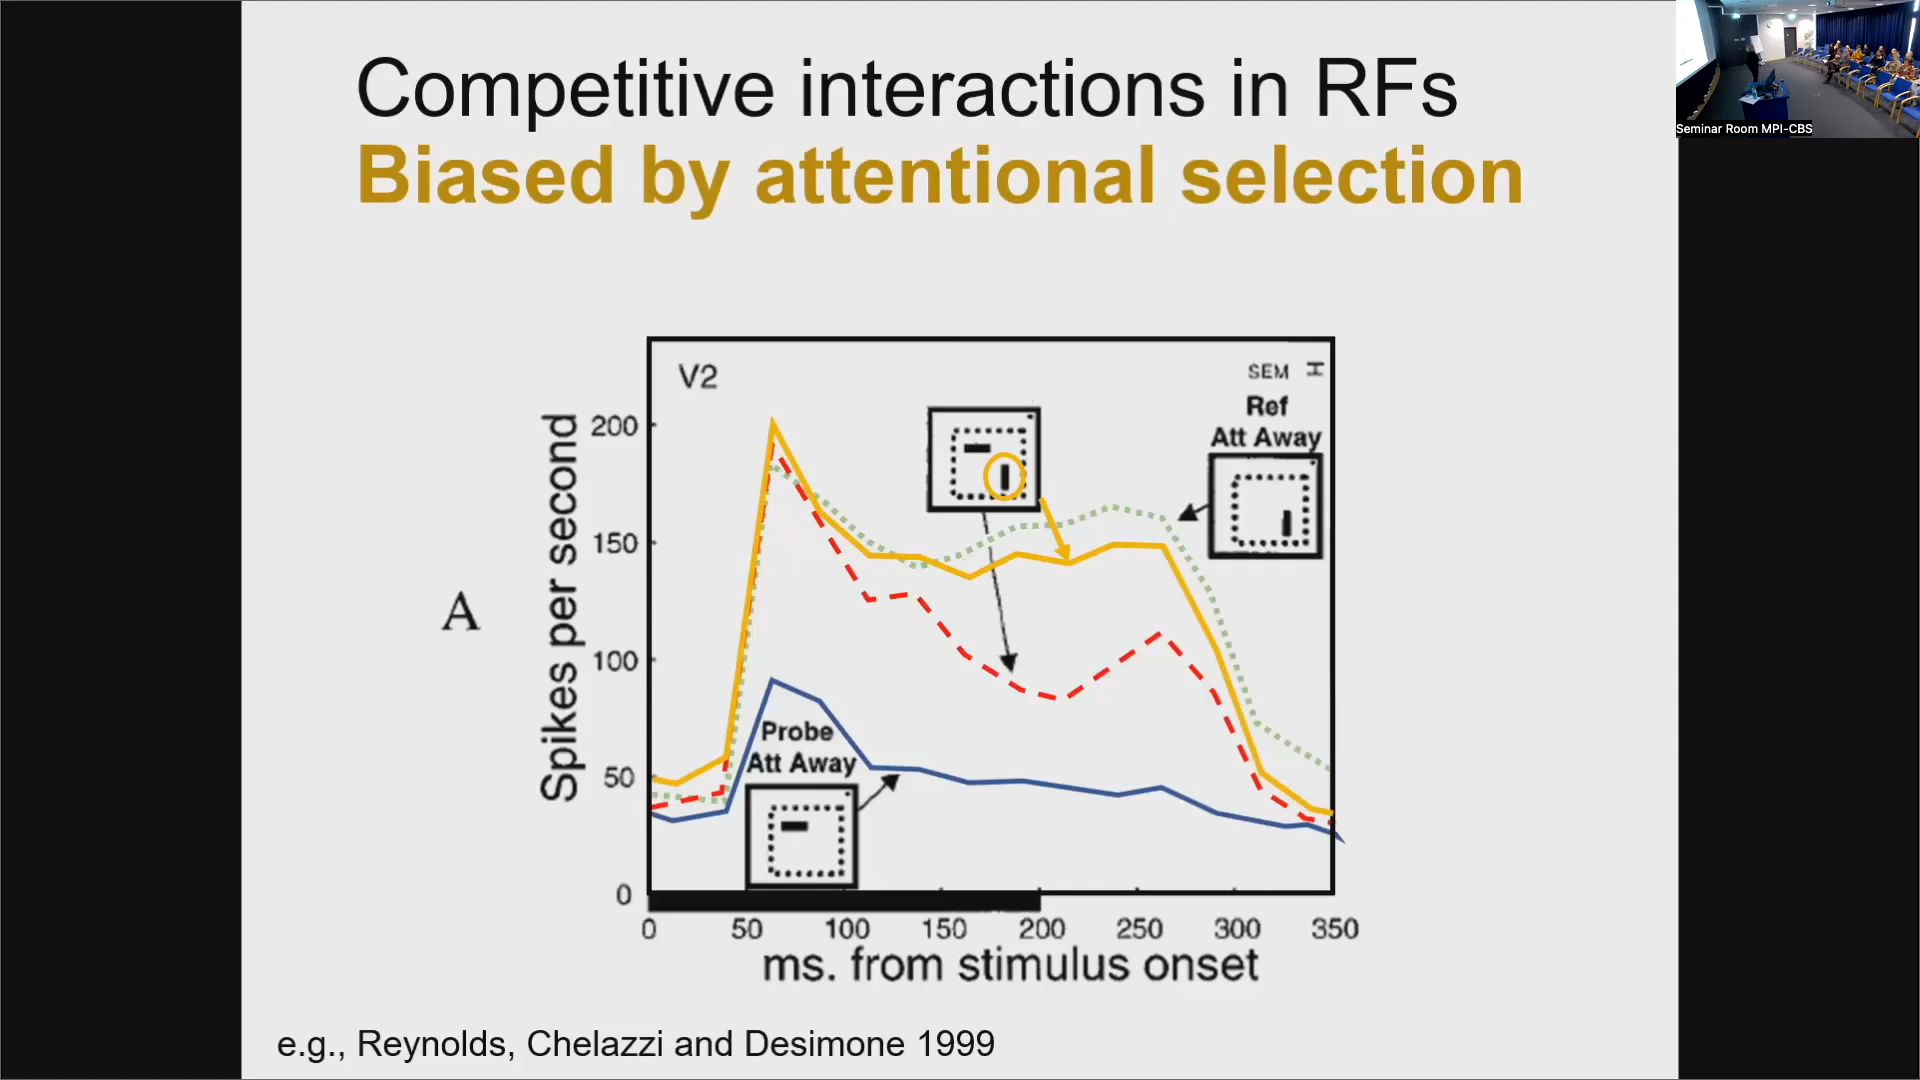 Competitive interactions in RFs
Biased by attentional selection
Seminar Room MPI-CBS
V2
SEM
Ref
Att Away
200
150
100
50
0
Spikes per second
A
Probe
Att Away
0 50 100 150 200 250 300 350
ms. from stimulus onset
e.g., Reynolds, Chelazzi and Desimone 1999